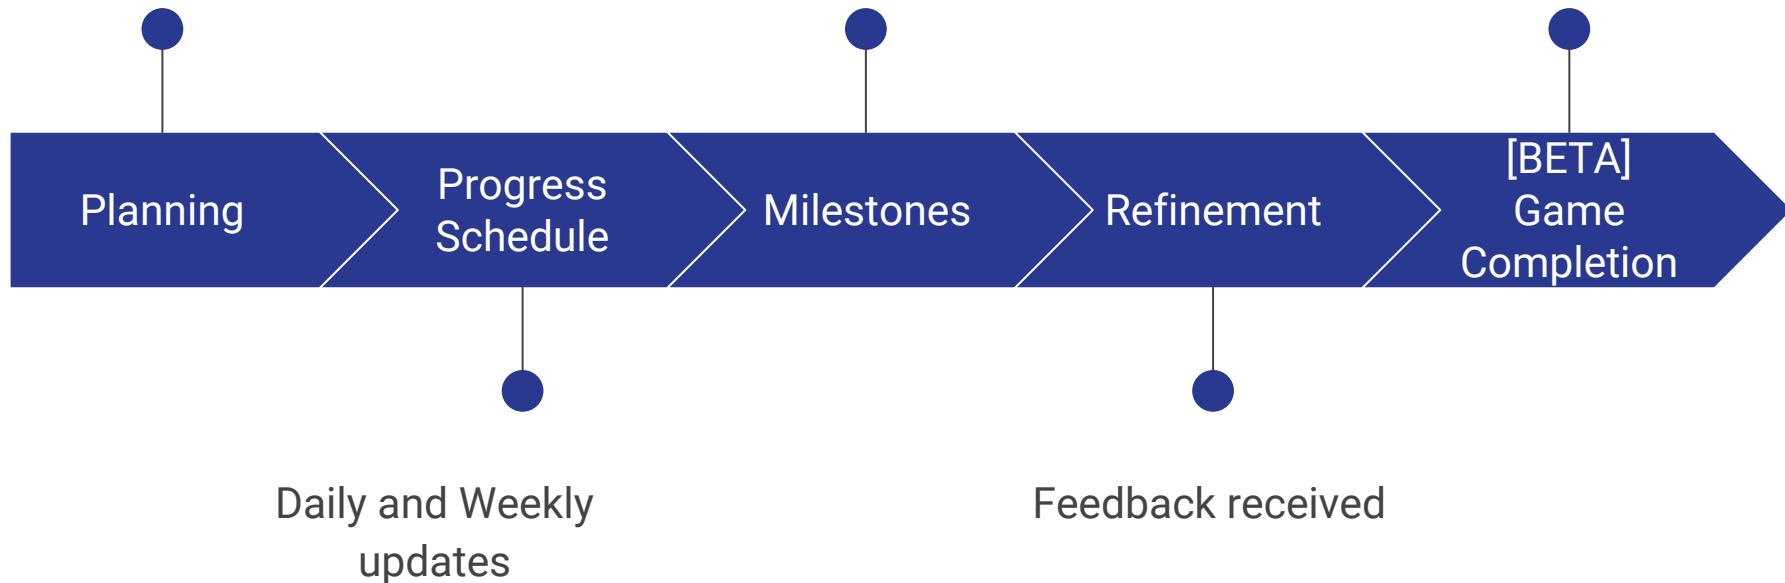 Planning
Progress
Schedule
Milestones
Refinement
[BETA]
Game
Completion
Daily and Weekly
updates
Feedback received